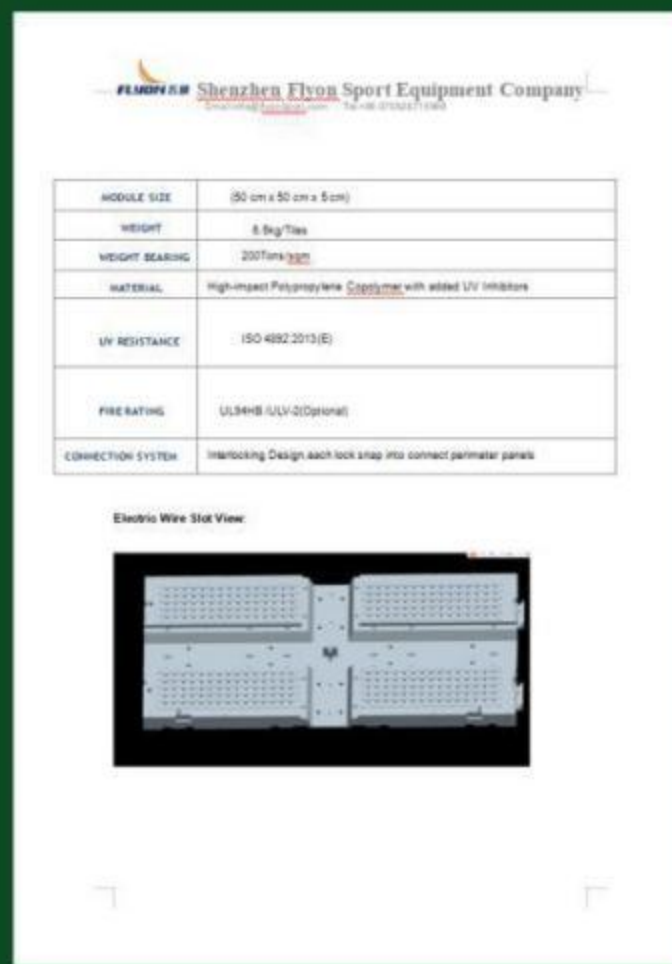 FLYON Shenzhen Flyon Sport Equipment Company
MODULE SIZE (50 cm x 50 cm x 5 cm)
WEIGHT /Tiles
WEIGHT BEARING 200Tons/sqm
MATERIAL High-impact Polypropylene Copolymer with added UV Inhibitors
UV RESISTANCE ISO 4892:2013(E)
FIRE RATING UL94HB /ULV-2(Optional)
CONNECTION SYSTEM Interlocking Design,each lock snap into connect perimeter panels
Electric Wire Slot View: